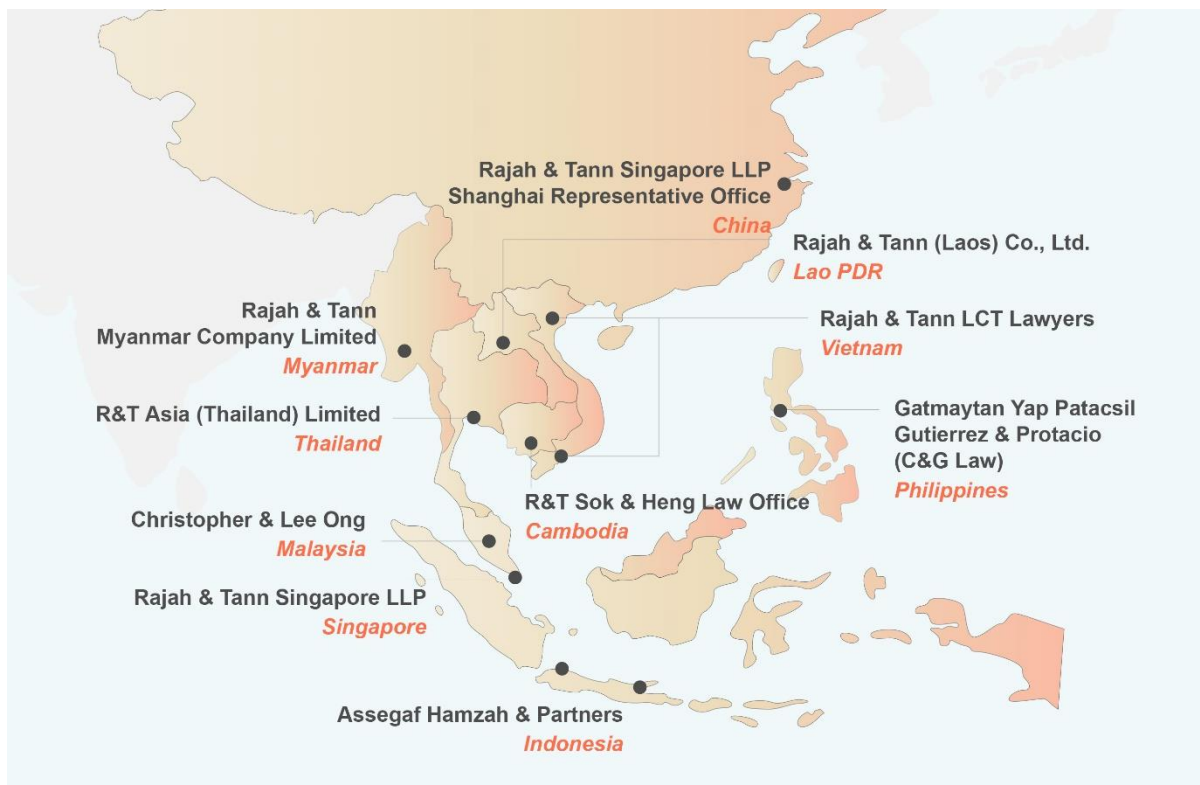 Rajah & Tann Singapore LLP
Shanghai Representative Office
China
Rajah & Tann (Laos) Co., Ltd.
Lao PDR
Rajah & Tann
Myanmar Company Limited
Myanmar
Rajah & Tann LCT Lawyers
Vietnam
R&T Asia (Thailand) Limited
Thailand
Gatmaytan Yap Patacsil
Gutierrez & Protacio
(C&G Law)
Philippines
R&T Sok & Heng Law Office
Cambodia
Christopher & Lee Ong
Malaysia
Rajah & Tann Singapore LLP
Singapore
Assegaf Hamzah & Partners
Indonesia